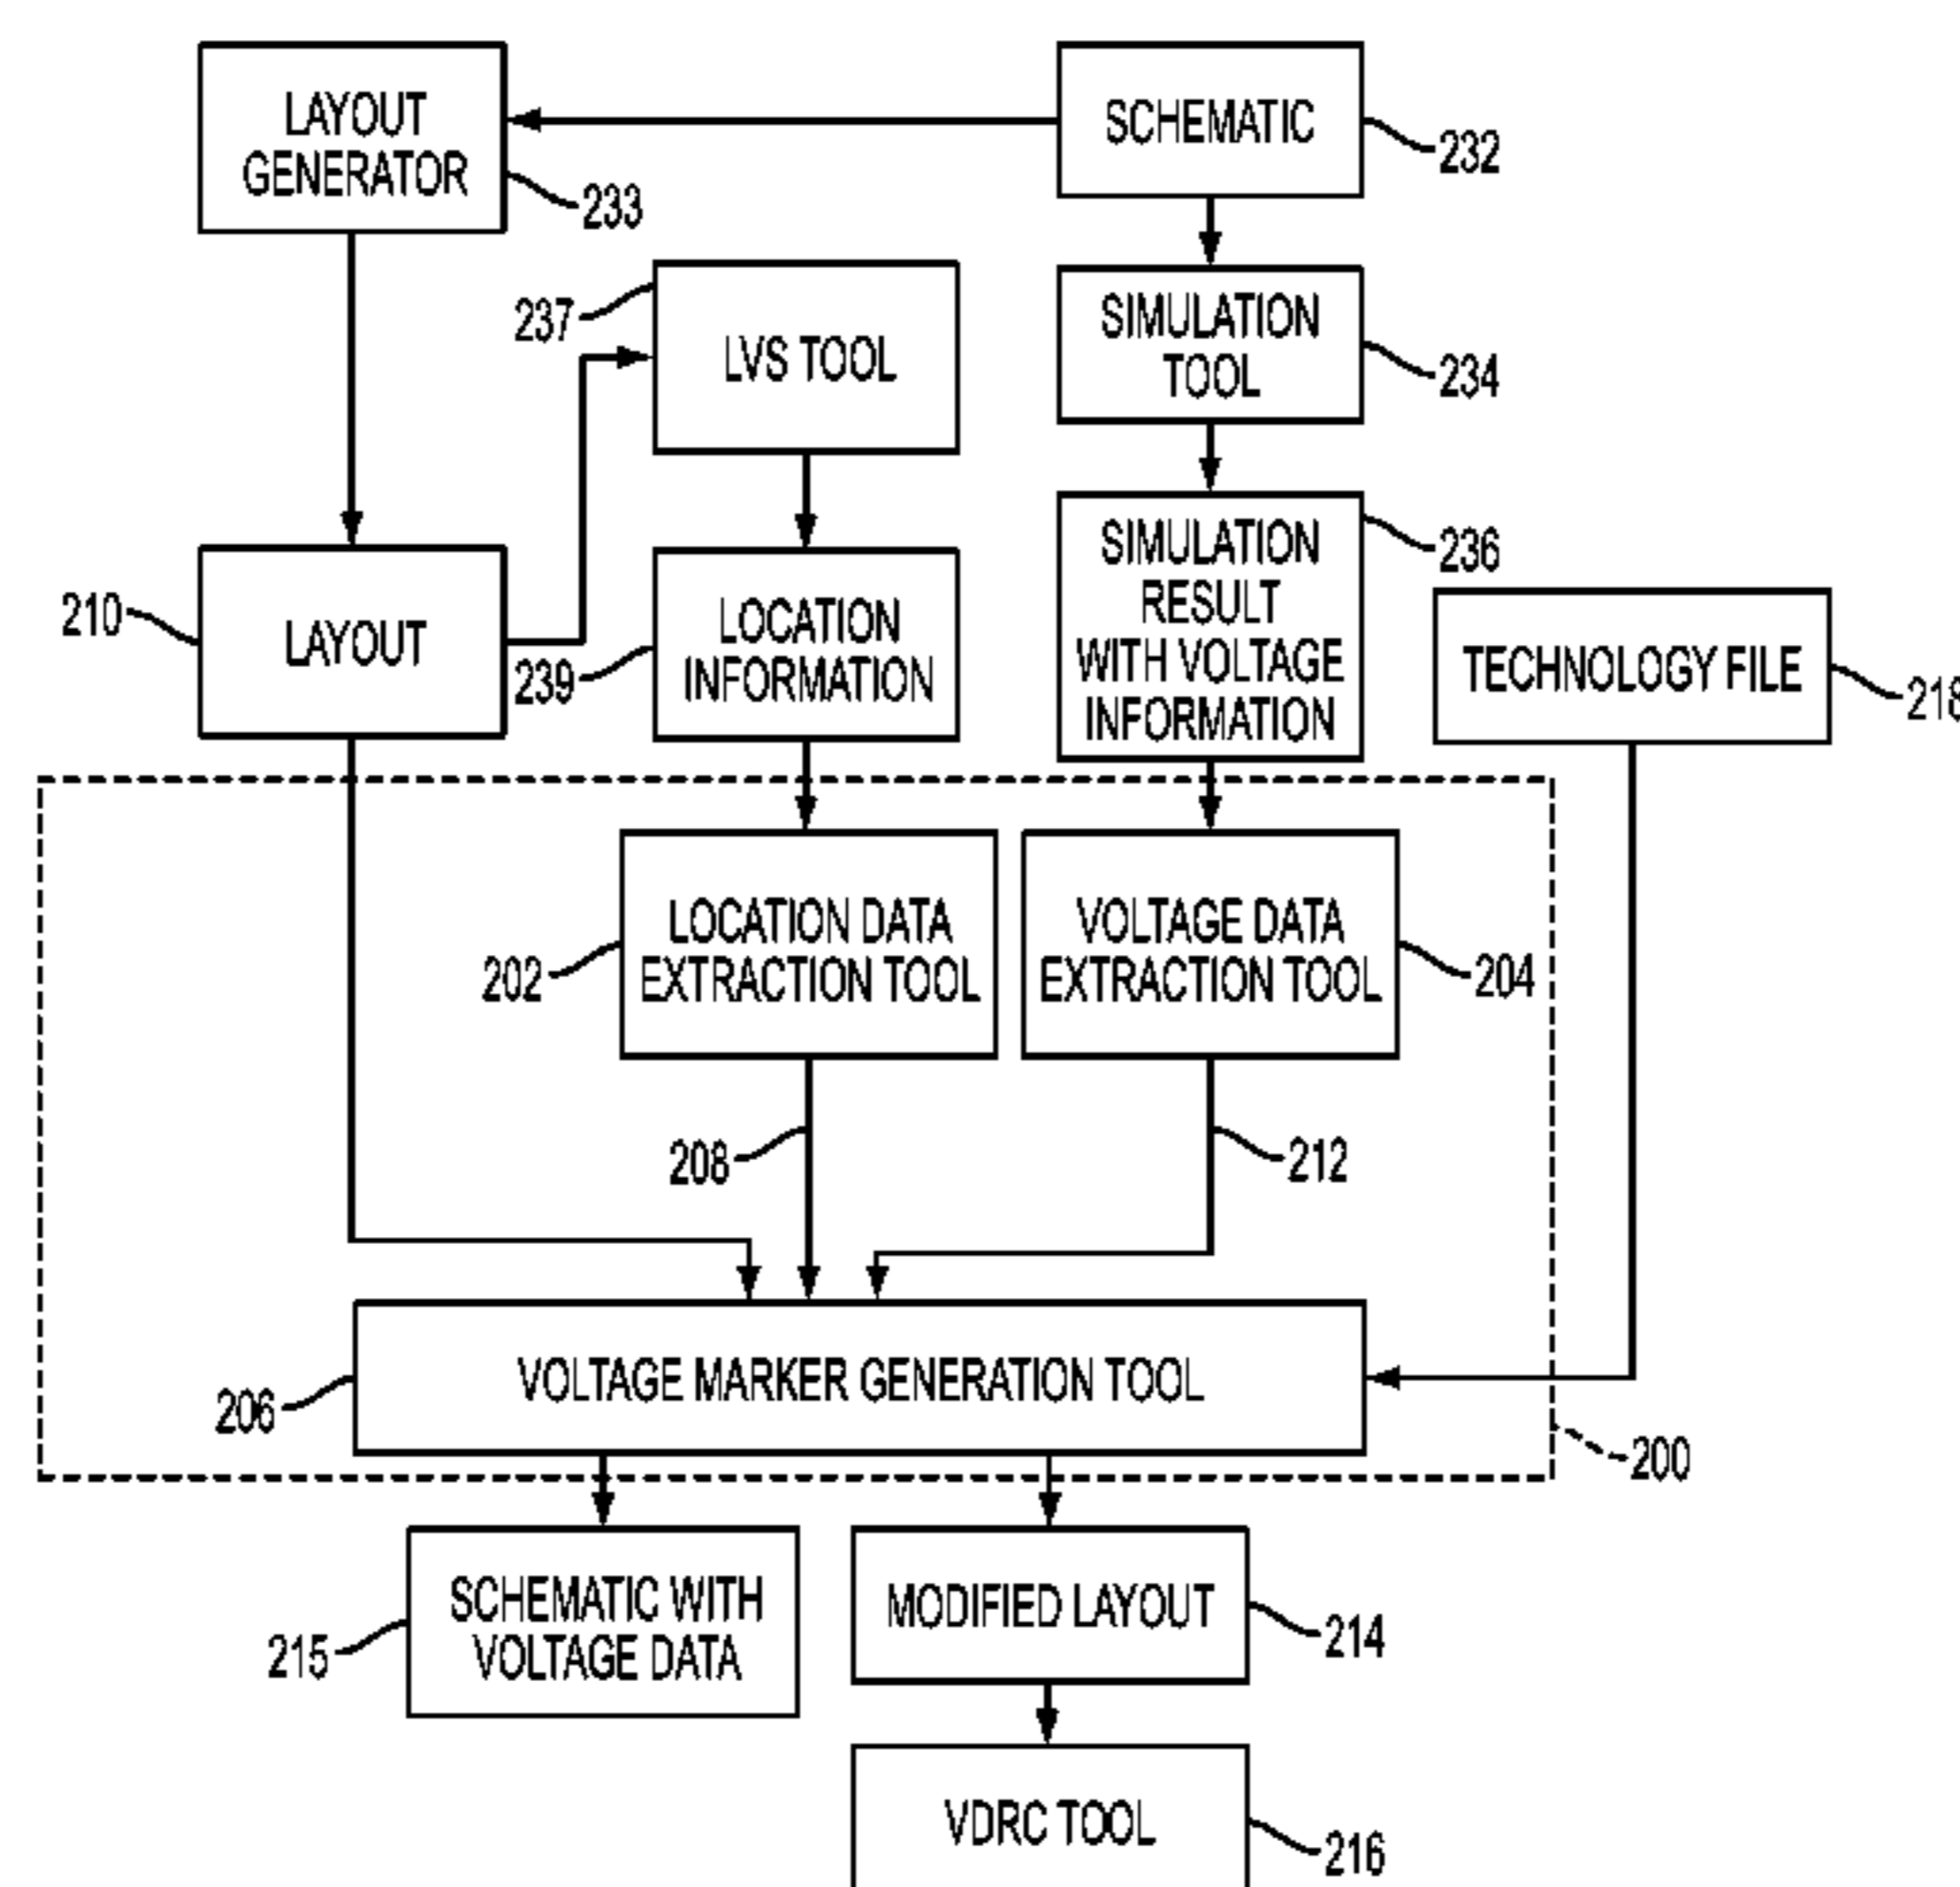 LAYOUT
GENERATOR
233
SCHEMATIC
232
237
LVS TOOL
SIMULATION
TOOL
234
210
LAYOUT
239
LOCATION
INFORMATION
SIMULATION
RESULT
WITH VOLTAGE
INFORMATION
236
TECHNOLOGY FILE
218
202
LOCATION DATA
EXTRACTION TOOL
VOLTAGE DATA
EXTRACTION TOOL
204
208
212
206
VOLTAGE MARKER GENERATION TOOL
200
215
SCHEMATIC WITH
VOLTAGE DATA
MODIFIED LAYOUT
214
VDRC TOOL
216